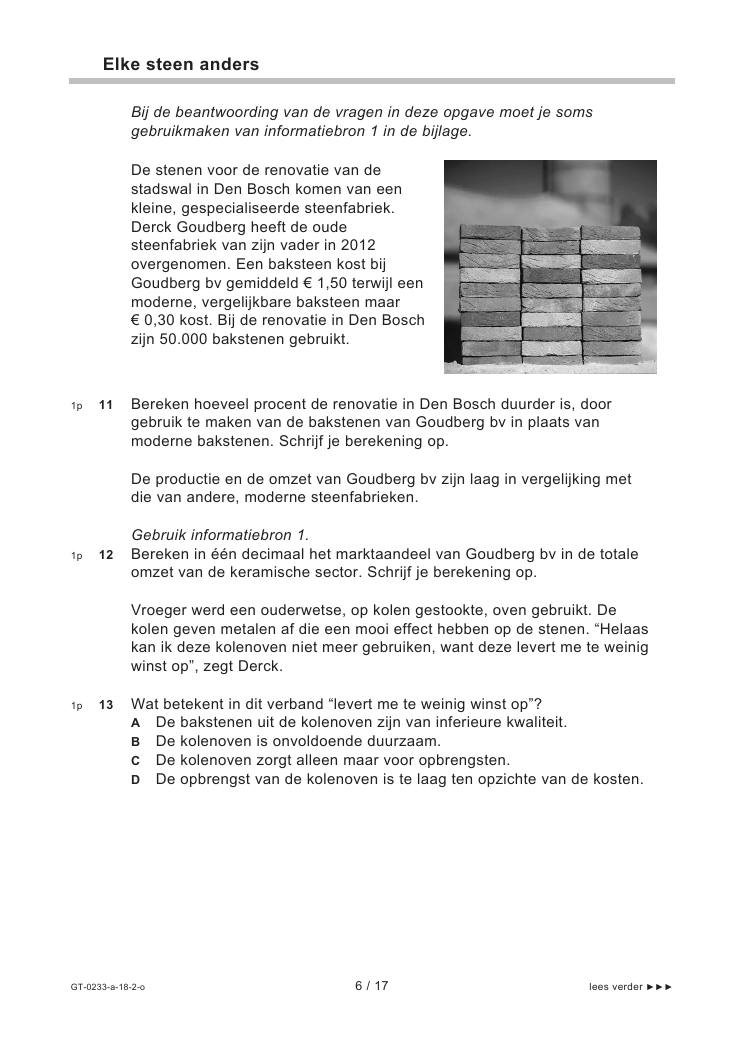 Elke steen anders
Bij de beantwoording van de vragen in deze opgave moet je soms
gebruikmaken van informatiebron 1 in de bijlage.
De stenen voor de renovatie van de
stadswal in Den Bosch komen van een
kleine, gespecialiseerde steenfabriek.
Derck Goudberg heeft de oude
steenfabriek van zijn vader in 2012
overgenomen. Een baksteen kost bij
Goudberg bv gemiddeld € 1,50 terwijl een
moderne, vergelijkbare baksteen maar
€ 0,30 kost. Bij de renovatie in Den Bosch
zijn 50.000 bakstenen gebruikt.
1p 11 Bereken hoeveel procent de renovatie in Den Bosch duurder is, door
gebruik te maken van de bakstenen van Goudberg bv in plaats van
moderne bakstenen. Schrijf je berekening op.
De productie en de omzet van Goudberg bv zijn laag in vergelijking met
die van andere, moderne steenfabrieken.
Gebruik informatiebron 1.
1p 12 Bereken in één decimaal het marktaandeel van Goudberg bv in de totale
omzet van de keramische sector. Schrijf je berekening op.
Vroeger werd een ouderwetse, op kolen gestookte, oven gebruikt. De
kolen geven metalen af die een mooi effect hebben op de stenen. “Helaas
kan ik deze kolenoven niet meer gebruiken, want deze levert me te weinig
winst op”, zegt Derck.
1p 13 Wat betekent in dit verband “levert me te weinig winst op”?
A De bakstenen uit de kolenoven zijn van inferieure kwaliteit.
B De kolenoven is onvoldoende duurzaam.
C De kolenoven zorgt alleen maar voor opbrengsten.
D De opbrengst van de kolenoven is te laag ten opzichte van de kosten.
GT-0233-a-18-2-o 6 / 17 lees verder ►►►